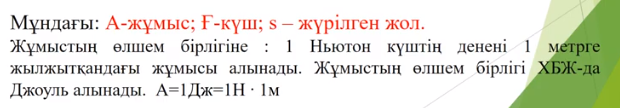 Мұндағы: А-жұмыс; Ғ-күш; s – жүрілген жол.
Жұмыстың өлшем бірлігіне : 1 Ньютон күштің денені 1 метрге
жылжытқандағы жұмысы алынады. Жұмыстың өлшем бірлігі ХБЖ-да
Джоуль алынады. А=1Дж=1Н · 1м